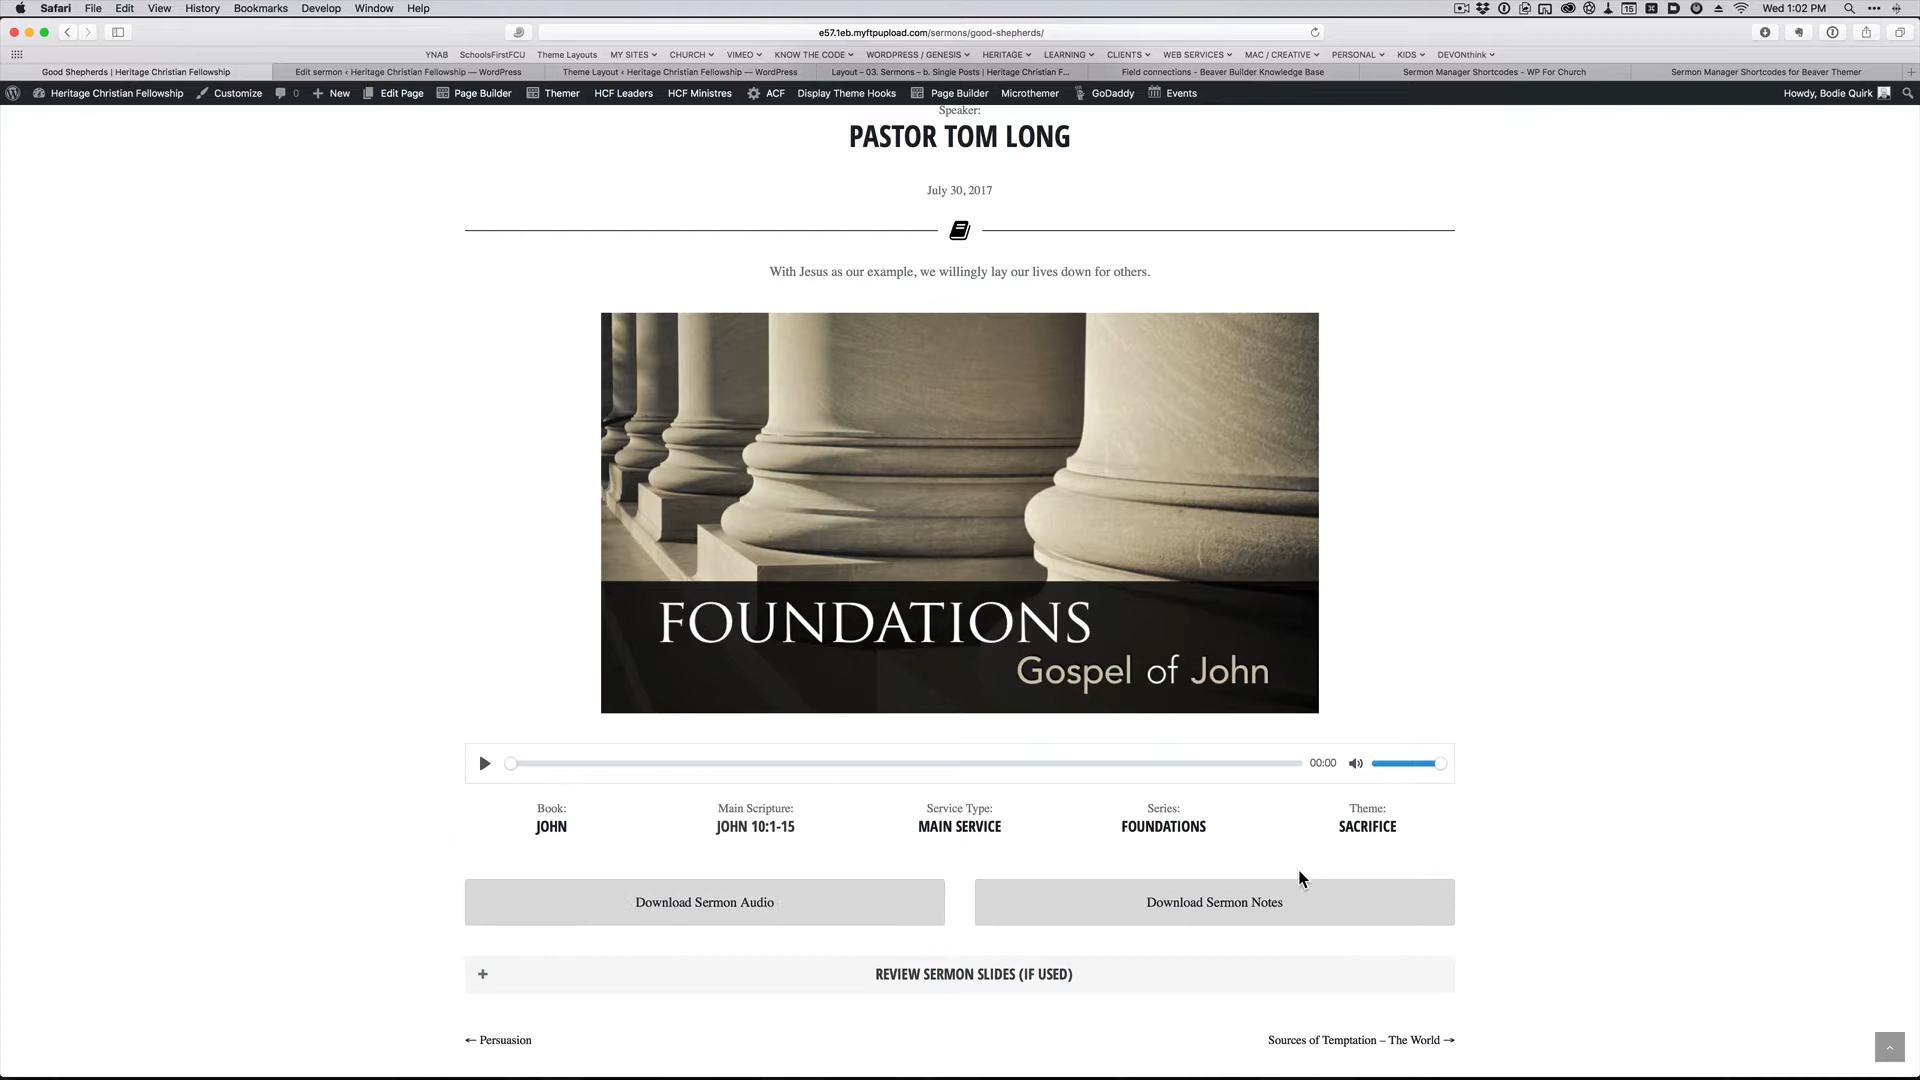 Safari File Edit View History Bookmarks Develop Window Help 15 Wed 1:02 PM
e57.1eb.myftpupload.com/sermons/good-shepherds/
YNAB SchoolsFirstFCU Theme Layouts MY SITES CHURCH VIMEO KNOW THE CODE WORDPRESS / GENESIS HERITAGE LEARNING CLIENTS WEB SERVICES MAC / CREATIVE PERSONAL KIDS DEVONthink
Good Shepherds | Heritage Christian Fellowship Edit sermon ‹ Heritage Christian Fellowship — WordPress Theme Layout ‹ Heritage Christian Fellowship — WordPress Layout – 03. Sermons – b. Single Posts | Heritage Christian F... Field connections - Beaver Builder Knowledge Base Sermon Manager Shortcodes - WP For Church Sermon Manager Shortcodes for Beaver Themer
Heritage Christian Fellowship Customize 0 New Edit Page Page Builder Themer HCF Leaders HCF Ministres ACF Display Theme Hooks Page Builder Microthemer GoDaddy Events Howdy, Bodie Quirk
Speaker:
PASTOR TOM LONG
July 30, 2017
With Jesus as our example, we willingly lay our lives down for others.
FOUNDATIONS
Gospel of John
00:00
Book: Main Scripture: Service Type: Series: Theme:
JOHN JOHN 10:1-15 MAIN SERVICE FOUNDATIONS SACRIFICE
Download Sermon Audio Download Sermon Notes
+ REVIEW SERMON SLIDES (IF USED)
← Persuasion Sources of Temptation – The World →